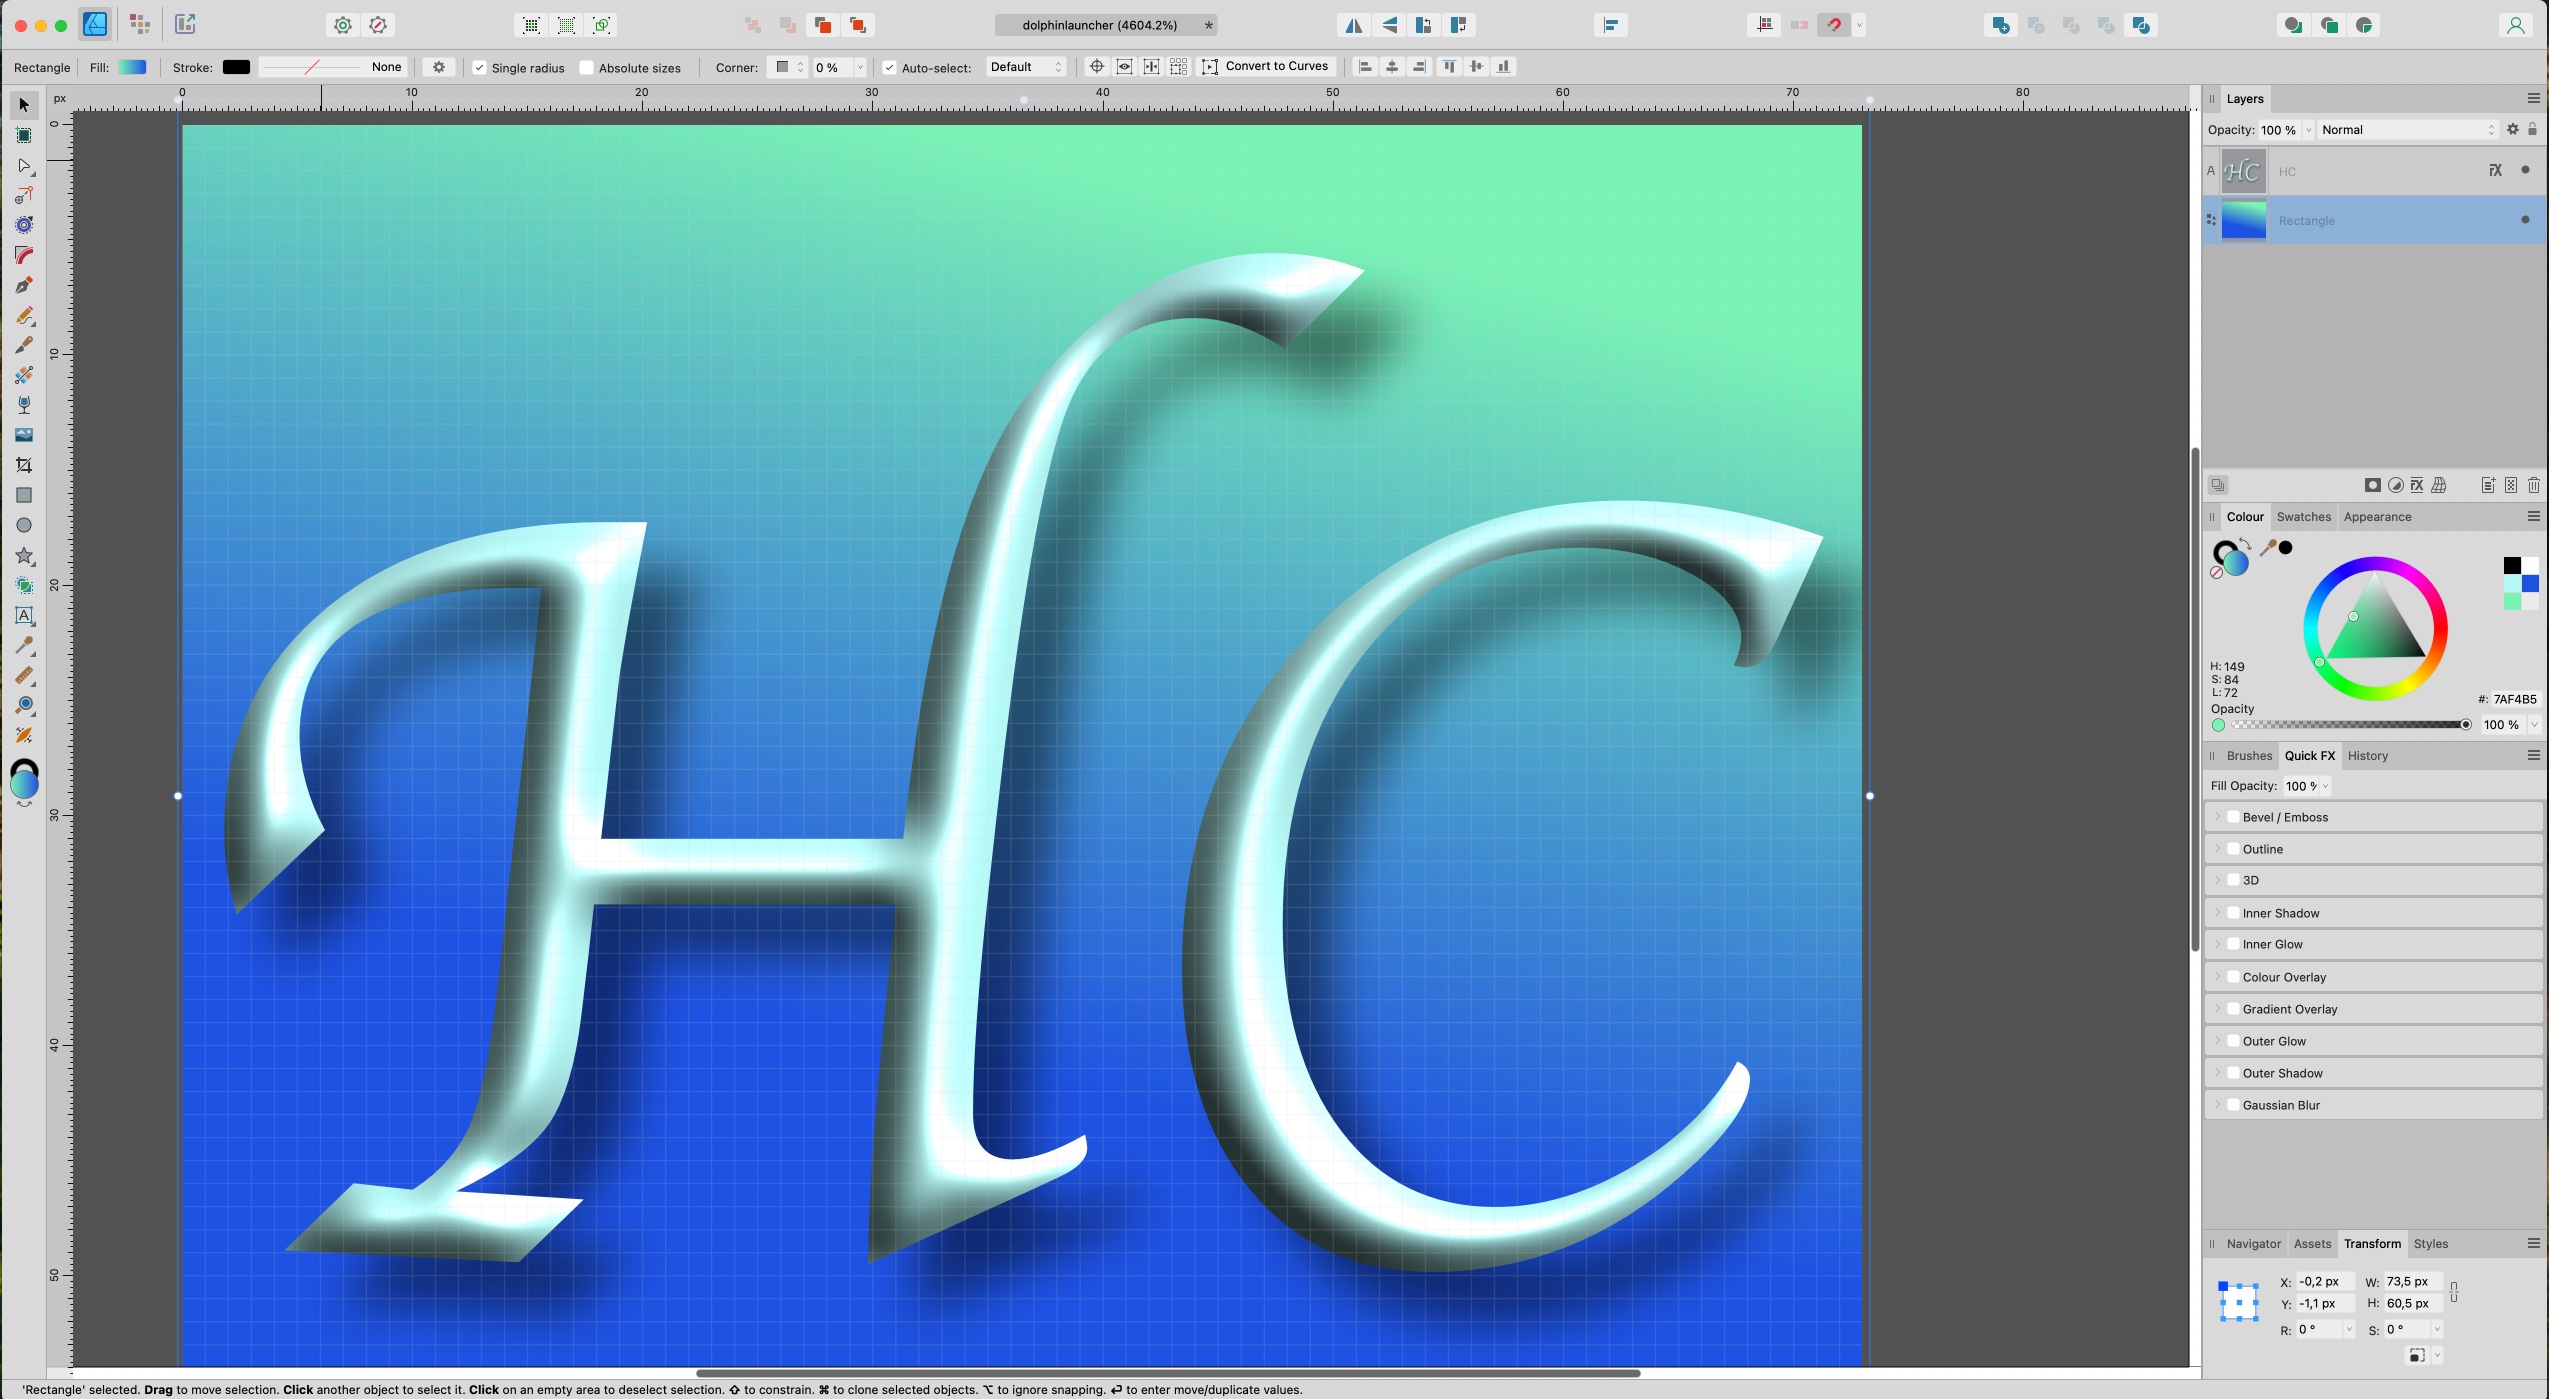 dolphinlauncher (4604.2%) *
Rectangle Fill: Stroke: None Single radius Absolute sizes Corner: 0 % Auto-select: Default Convert to Curves
px 0 10 20 30 40 50 60 70 80
0
10
20
30
40
50
HC
Layers
Opacity: 100 % Normal
A HC HC
Rectangle
Colour Swatches Appearance
H: 149
S: 84
L: 72
#: 7AF4B5
Opacity
100 %
Brushes Quick FX History
Fill Opacity: 100 %
Bevel / Emboss
Outline
3D
Inner Shadow
Inner Glow
Colour Overlay
Gradient Overlay
Outer Glow
Outer Shadow
Gaussian Blur
Navigator Assets Transform Styles
X: -0,2 px W: 73,5 px
Y: -1,1 px H: 60,5 px
R: 0 ° S: 0 °
'Rectangle' selected. Drag to move selection. Click another object to select it. Click on an empty area to deselect selection. ⇧ to constrain. ⌘ to clone selected objects. ⌥ to ignore snapping. ⏎ to enter move/duplicate values.